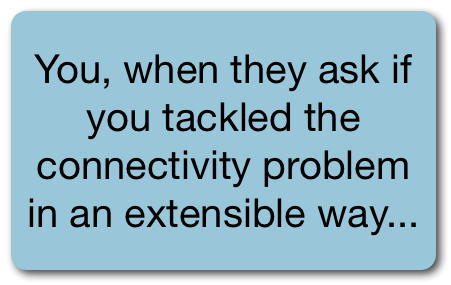 You, when they ask if
you tackled the
connectivity problem
in an extensible way...